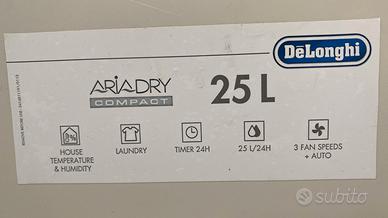 DeLonghi
ARIADRY
COMPACT
25 L
HOUSE
TEMPERATURE
& HUMIDITY
LAUNDRY
TIMER 24H
25 L/24H
3 FAN SPEEDS
+ AUTO
subito